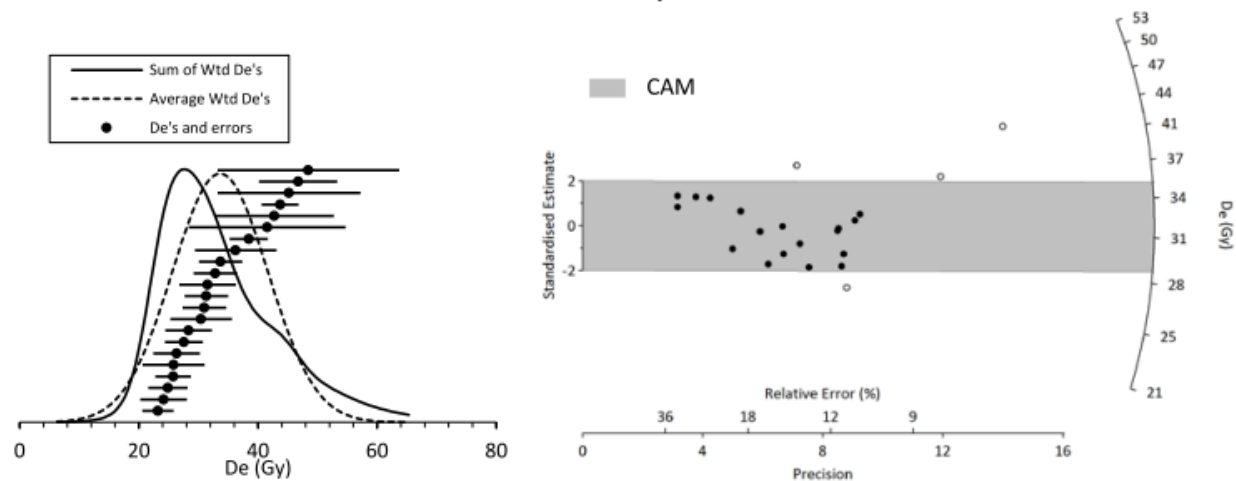 Sum of Wtd De's
Average Wtd De's
De's and errors
0 20 40 60 80
De (Gy)
CAM
Standardised Estimate
2
0
-2
53
50
47
44
41
37
34
31
28
25
21
De (Gy)
Relative Error (%)
36 18 12 9
0 4 8 12 16
Precision